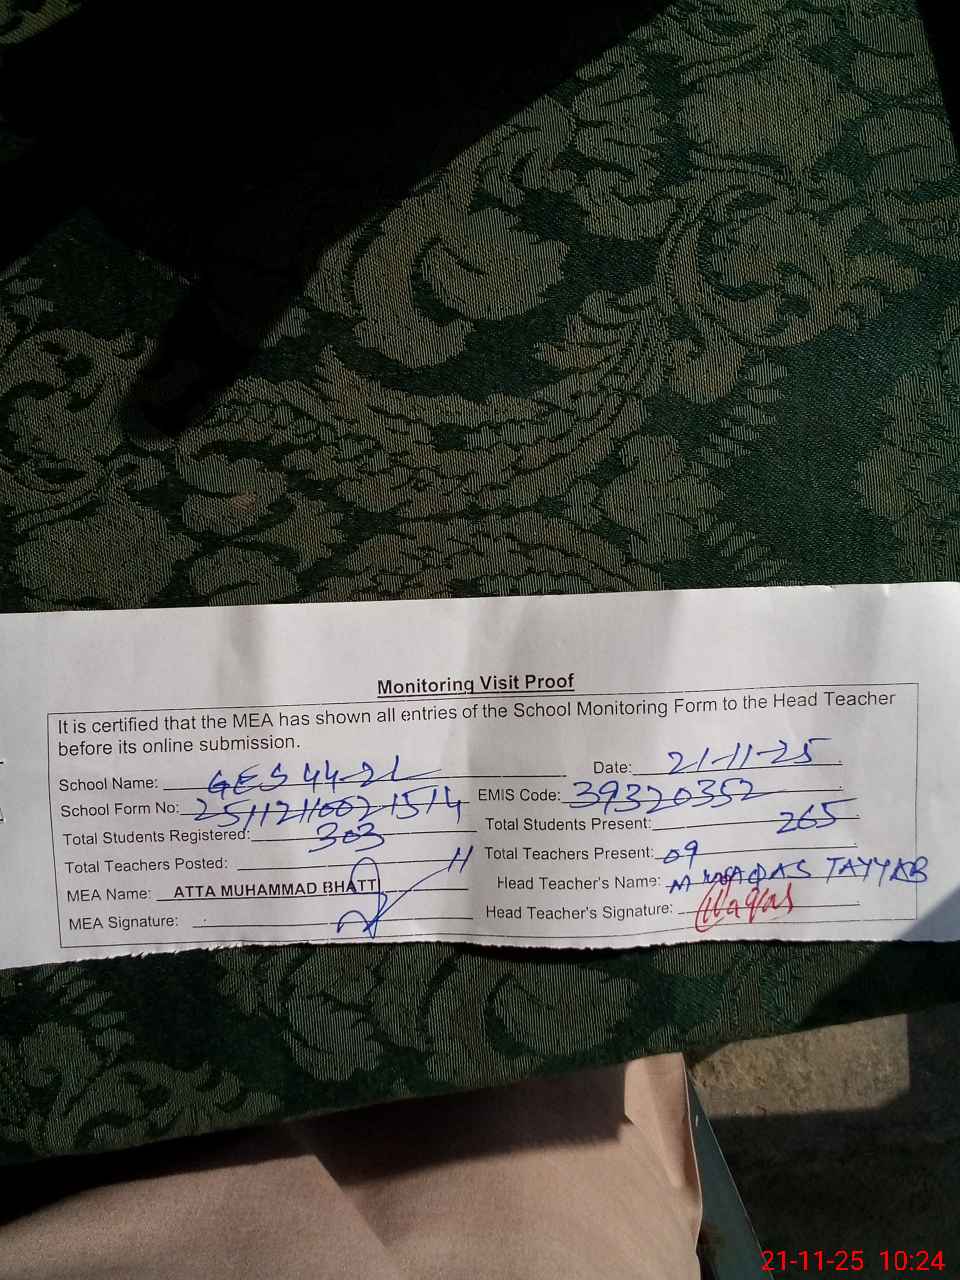 Monitoring Visit Proof
It is certified that the MEA has shown all entries of the School Monitoring Form to the Head Teacher
before its online submission.
School Name: GES 44-2L Date: 21-11-25
School Form No: 25112110021514 EMIS Code: 39320352
Total Students Registered: 303 Total Students Present: 265
Total Teachers Posted: 11 Total Teachers Present: 09
MEA Name: ATTA MUHAMMAD BHATTI Head Teacher's Name: M WAQAS TAYYAB
MEA Signature: Head Teacher's Signature: Waqas
21-11-25 10:24